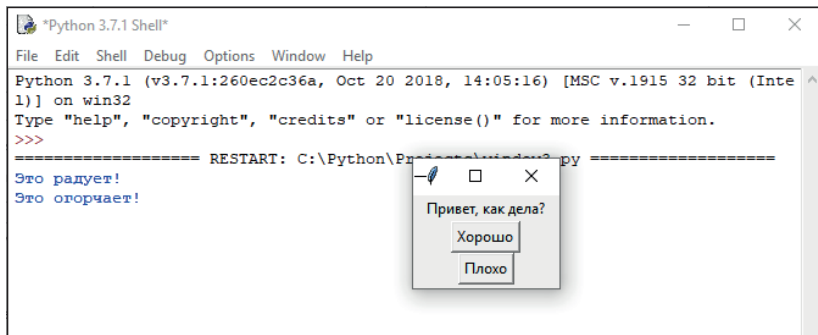 *Python 3.7.1 Shell*
File Edit Shell Debug Options Window Help
Python 3.7.1 (v3.7.1:260ec2c36a, Oct 20 2018, 14:05:16) [MSC v.1915 32 bit (Inte
l)] on win32
Type "help", "copyright", "credits" or "license()" for more information.
>>>
=================== RESTART: C:\Python\Projects\window3.py ===================
Это радует!
Это огорчает!
Привет, как дела?
Хорошо
Плохо